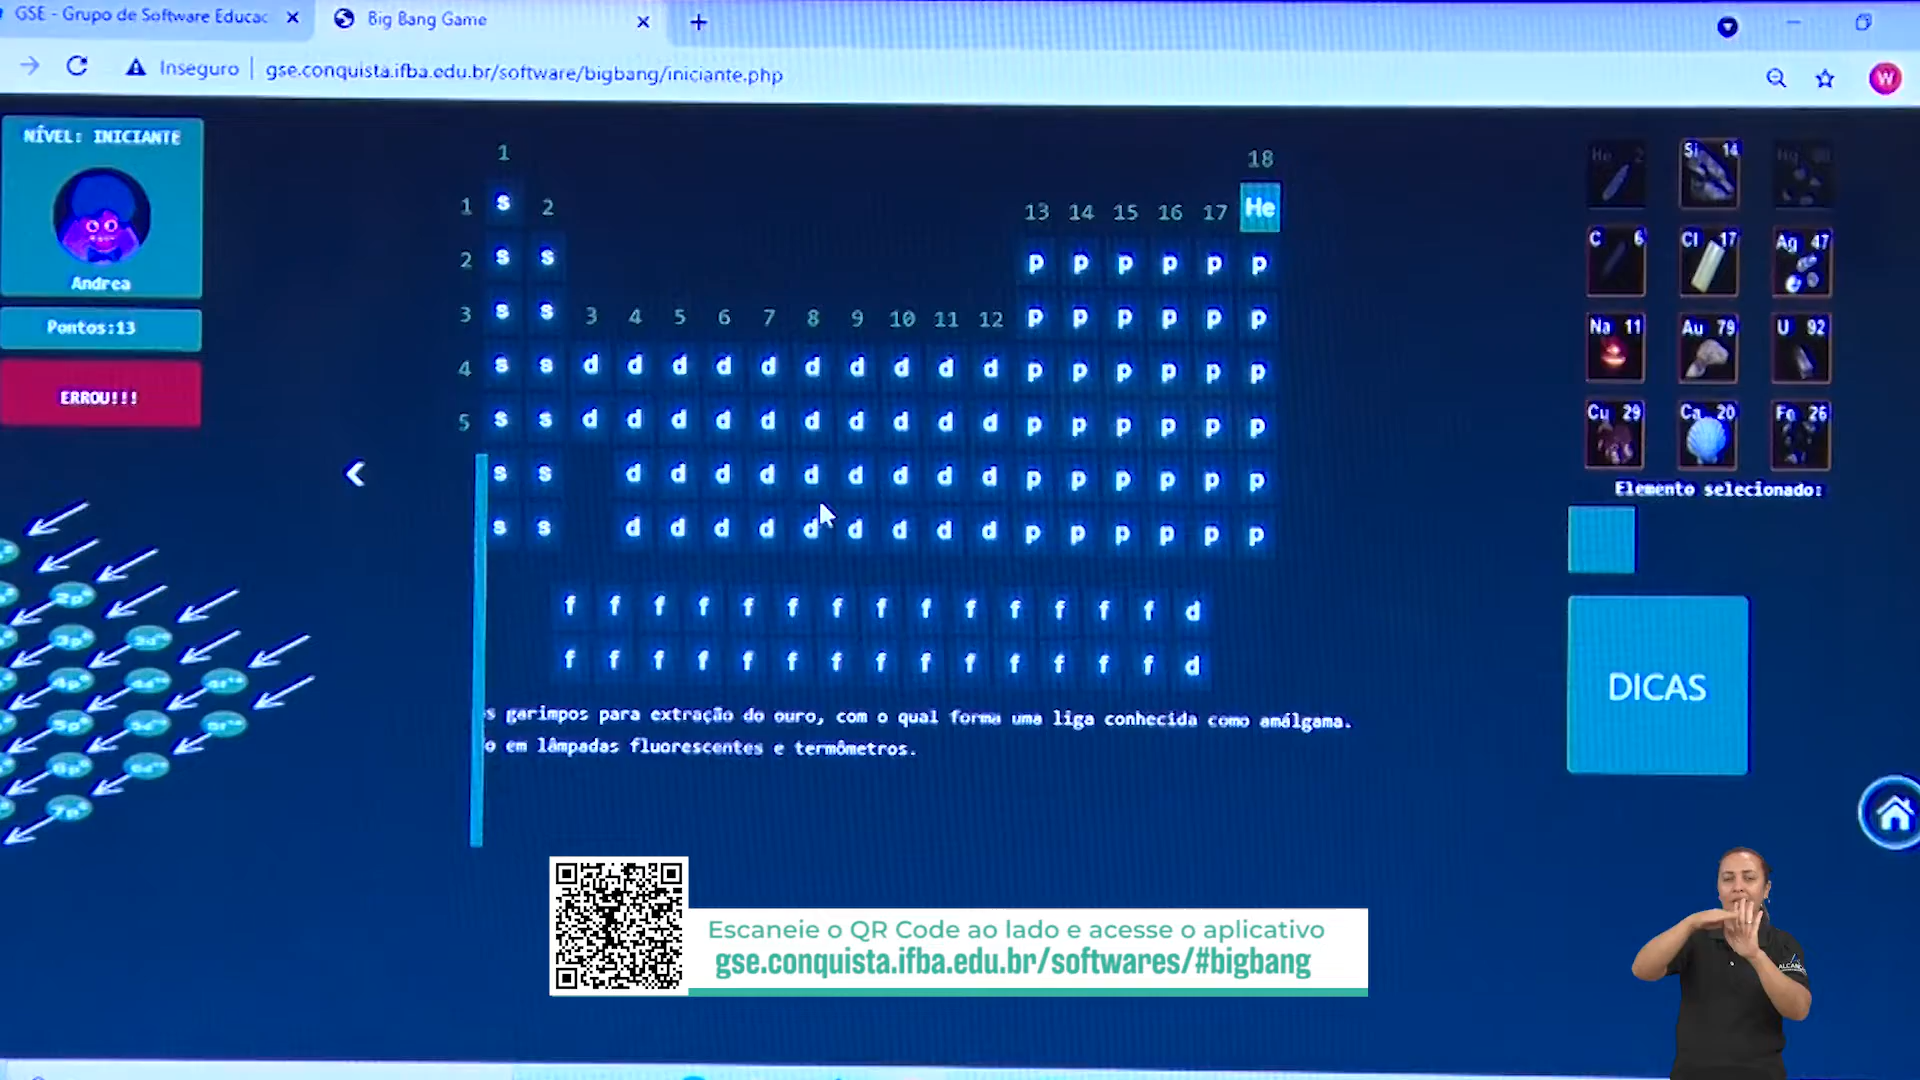 GSE - Grupo de Software Educac
Big Bang Game
Inseguro
gse.conquista.ifba.edu.br/software/bigbang/iniciante.php
W
NÍVEL: INICIANTE
Andrea
Pontos:13
ERROU!!!
1
18
1 s 2 13 14 15 16 17 He
2 s s p p p p p p
3 s s 3 4 5 6 7 8 9 10 11 12 p p p p p p
4 s s d d d d d d d d d d p p p p p p
5 s s d d d d d d d d d d p p p p p p
s s d d d d d d d d d p p p p p p
s s d d d d d d d d d p p p p p p
f f f f f f f f f f f f f f d
f f f f f f f f f f f f f f d
s garimpos para extração do ouro, com o qual forma uma liga conhecida como amálgama.
o em lâmpadas fluorescentes e termômetros.
He 2 Si 14 Hg 80
C 6 Cl 17 Ag 47
Na 11 Au 79 U 92
Cu 29 Ca 20 Fe 26
Elemento selecionado:
DICAS
Escaneie o QR Code ao lado e acesse o aplicativo
gse.conquista.ifba.edu.br/softwares/#bigbang